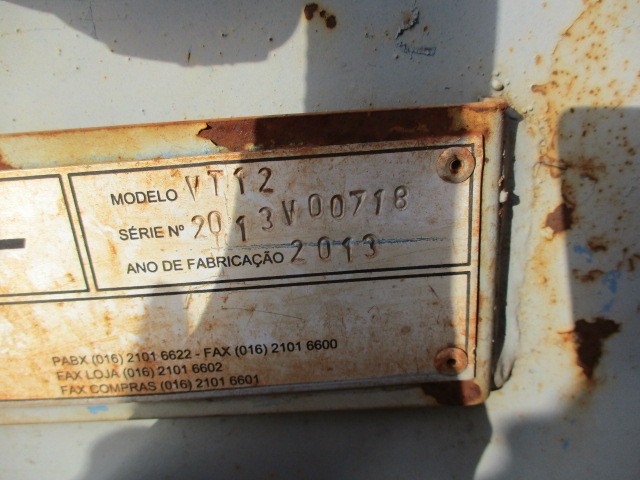 MODELO VT12
SÉRIE Nº 2013V00718
ANO DE FABRICAÇÃO 2013
PABX (016) 2101 6622 - FAX (016) 2101 6600
FAX LOJA (016) 2101 6602
FAX COMPRAS (016) 2101 6601